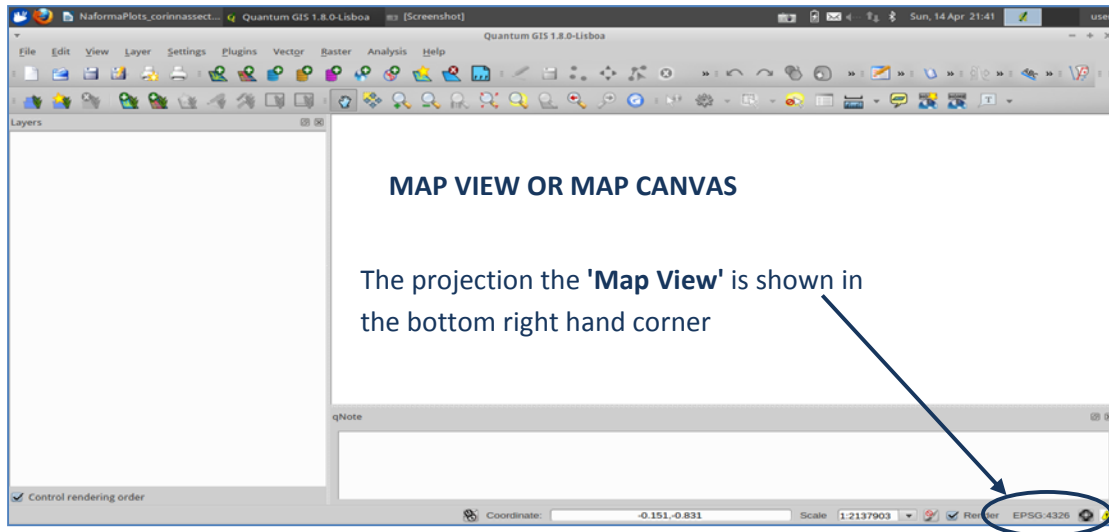 NaformaPlots_corinnassect... Quantum GIS 1.8.0-Lisboa [Screenshot] Sun, 14 Apr 21:41 user
Quantum GIS 1.8.0-Lisboa
File Edit View Layer Settings Plugins Vector Raster Analysis Help
Layers
MAP VIEW OR MAP CANVAS
The projection the 'Map View' is shown in
the bottom right hand corner
qNote
Control rendering order
Coordinate: -0.151,-0.831 Scale 1:2137903 Render EPSG:4326